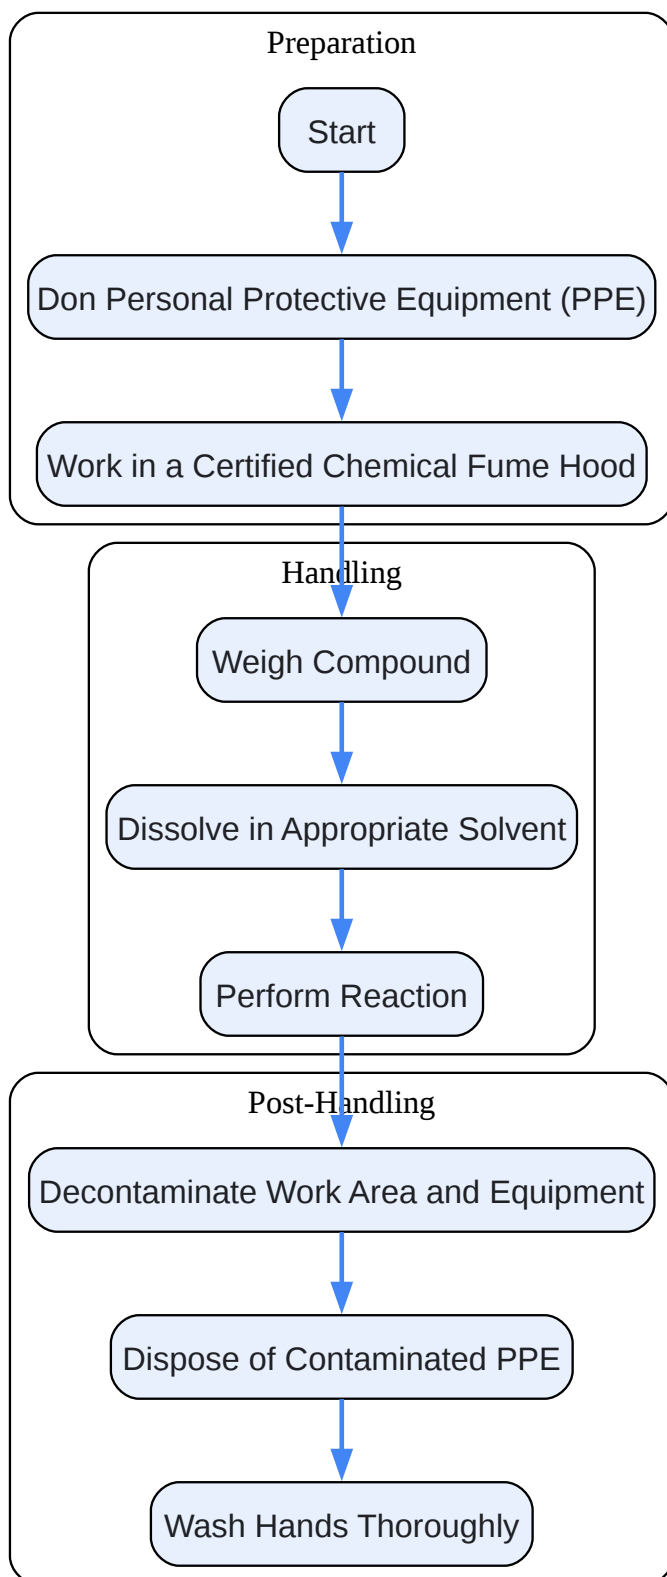 Preparation
Start
Don Personal Protective Equipment (PPE)
Work in a Certified Chemical Fume Hood
Handling
Weigh Compound
Dissolve in Appropriate Solvent
Perform Reaction
Post-Handling
Decontaminate Work Area and Equipment
Dispose of Contaminated PPE
Wash Hands Thoroughly